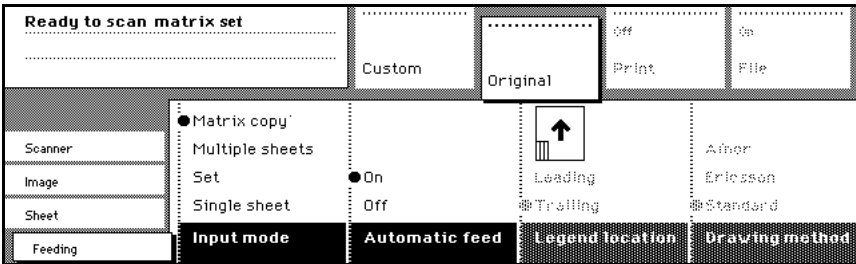 Ready to scan matrix set
Custom
Original
Off
Print
On
File
Scanner
Image
Sheet
Feeding
Matrix copy
Multiple sheets
Set
Single sheet
Input mode
On
Off
Automatic feed
Leading
Trailing
Legend location
Afnor
Ericsson
Standard
Drawing method